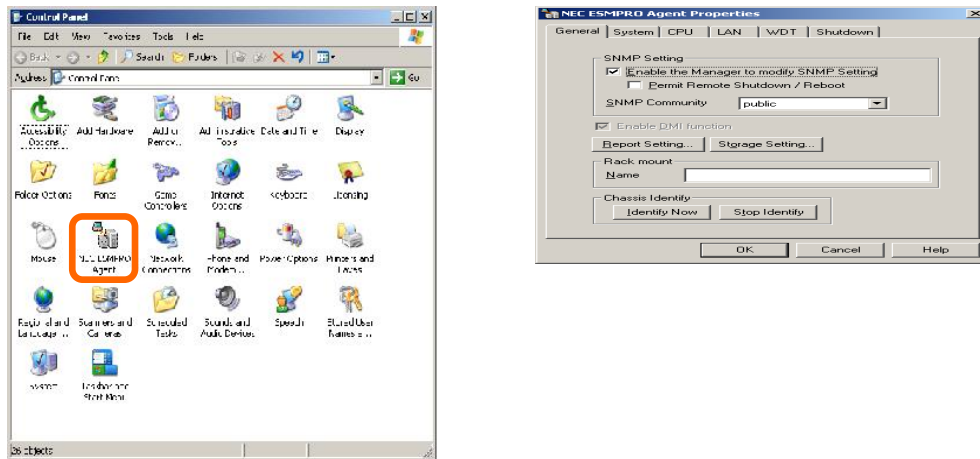 Control Panel
File Edit View Favorites Tools Help
Back Search Folders
Address Control Panel Go
Accessibility Options
Add Hardware
Add or Remov...
Administrative Tools
Date and Time
Display
Folder Options
Fonts
Game Controllers
Internet Options
Keyboard
Licensing
Mouse
NEC ESMPRO Agent
Network Connections
Phone and Modem ...
Power Options
Printers and Faxes
Regional and Language ...
Scanners and Cameras
Scheduled Tasks
Sounds and Audio Devices
Speech
Stored User Names a...
System
Taskbar and Start Menu
26 objects
NEC ESMPRO Agent Properties
General System CPU LAN WDT Shutdown
SNMP Setting
Enable the Manager to modify SNMP Setting
Permit Remote Shutdown / Reboot
SNMP Community public
Enable DMI function
Report Setting... Storage Setting...
Rack mount
Name
Chassis Identify
Identify Now Stop Identify
OK Cancel Help